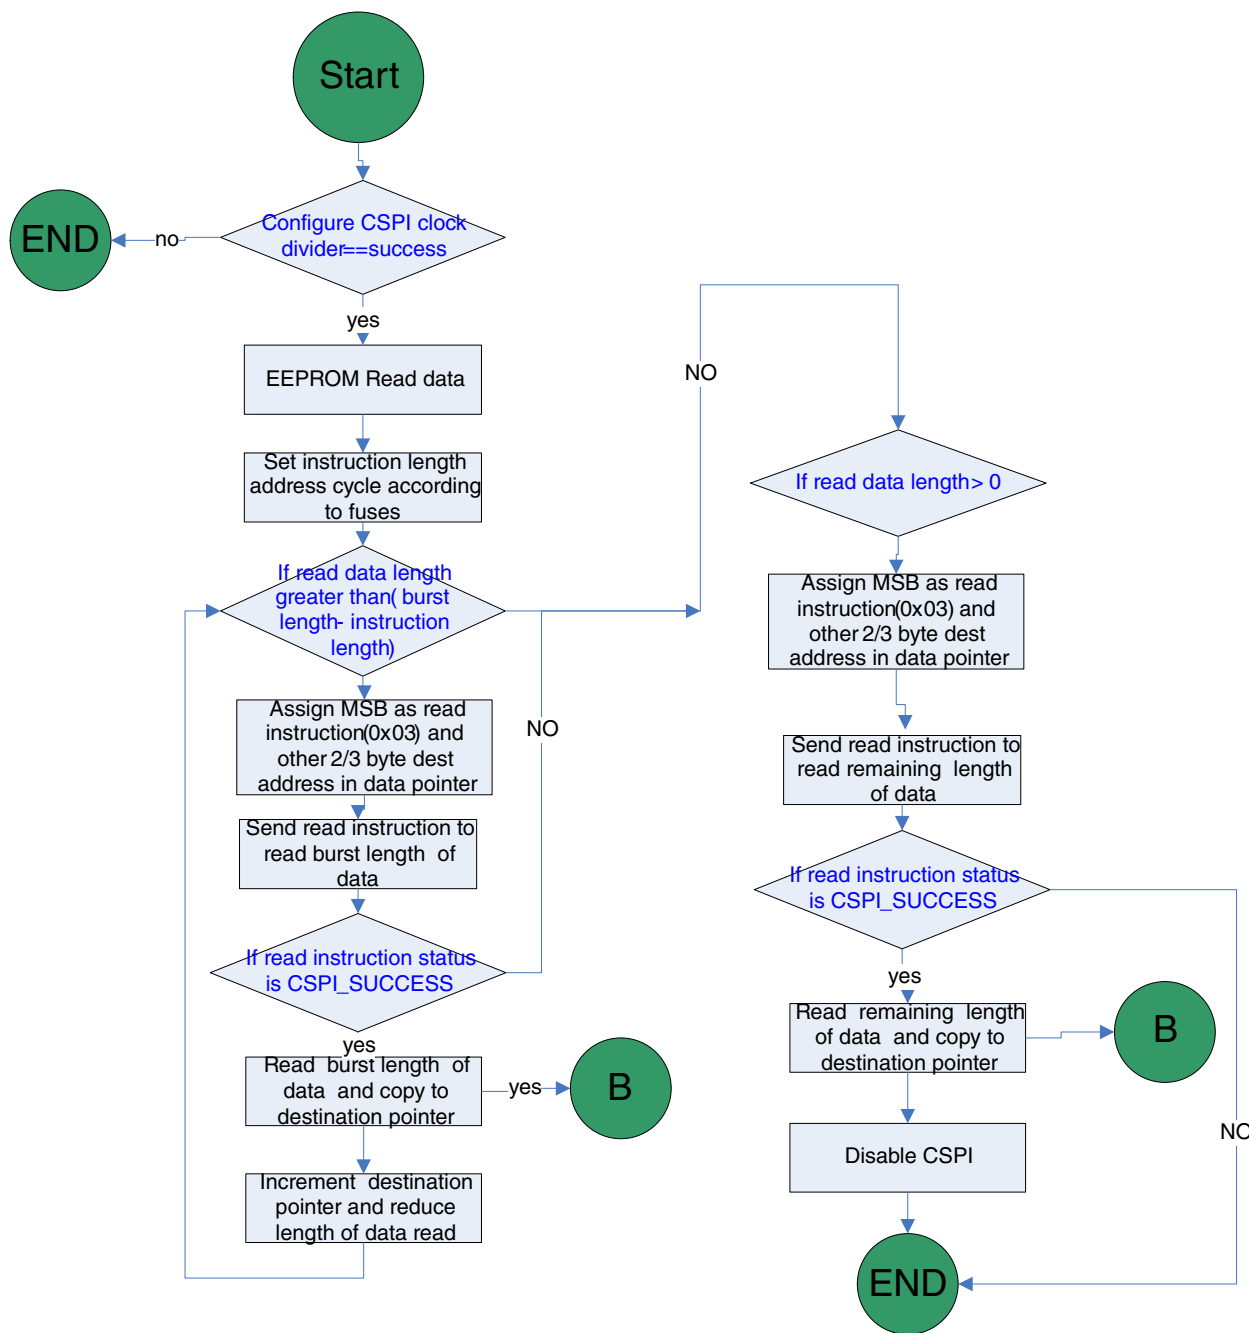 Start
Configure CSPI clock
divider==success
END
no
yes
EEPROM Read data
Set instruction length
address cycle according
to fuses
If read data length
greater than( burst
length- instruction
length)
Assign MSB as read
instruction(0x03) and
other 2/3 byte dest
address in data pointer
NO
Send read instruction to
read burst length of
data
If read instruction status
is CSPI_SUCCESS
yes
Read burst length of
data and copy to
destination pointer
yes
B
Increment destination
pointer and reduce
length of data read
NO
If read data length> 0
Assign MSB as read
instruction(0x03) and
other 2/3 byte dest
address in data pointer
Send read instruction to
read remaining length
of data
If read instruction status
is CSPI_SUCCESS
yes
Read remaining length
of data and copy to
destination pointer
B
NO
Disable CSPI
END